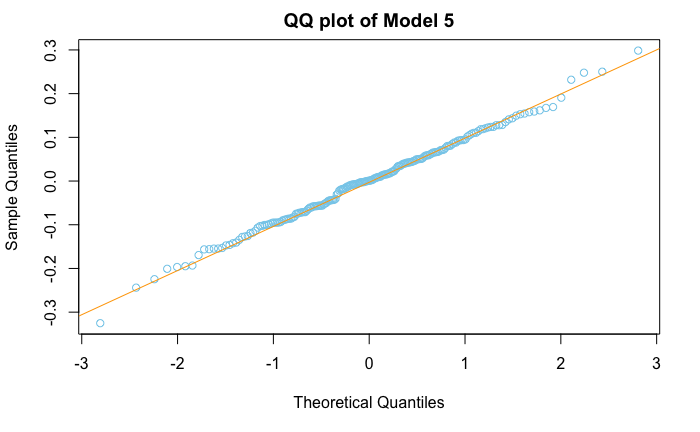 QQ plot of Model 5
Sample Quantiles
0.3
0.2
0.1
0.0
-0.1
-0.2
-0.3
-3 -2 -1 0 1 2 3
Theoretical Quantiles